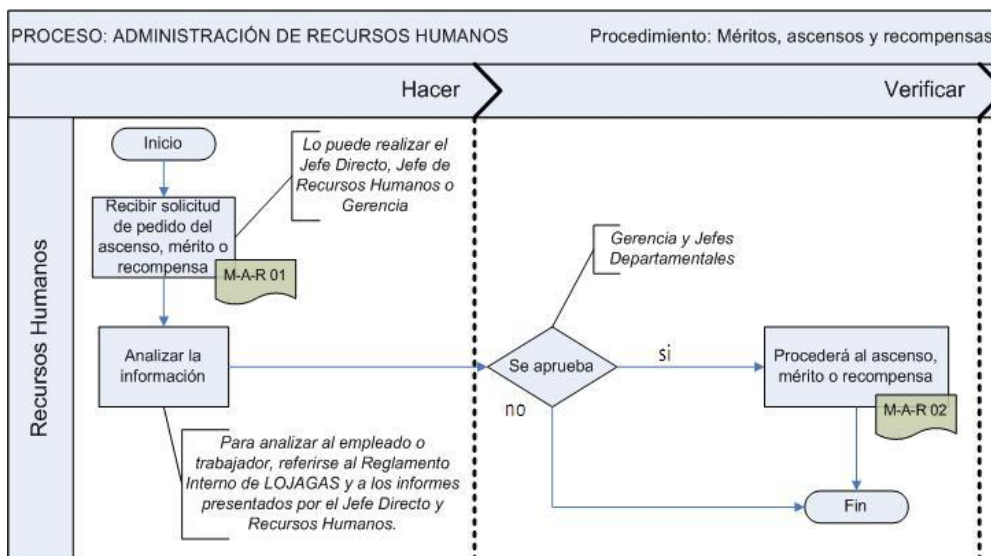 PROCESO: ADMINISTRACIÓN DE RECURSOS HUMANOS
Procedimiento: Méritos, ascensos y recompensas
Hacer
Verificar
Recursos Humanos
Inicio
Lo puede realizar el
Jefe Directo, Jefe de
Recursos Humanos o
Gerencia
Recibir solicitud
de pedido del
ascenso, mérito o
recompensa
M-A-R 01
Analizar la
información
Para analizar al empleado o
trabajador, referirse al Reglamento
Interno de LOJAGAS y a los informes
presentados por el Jefe Directo y
Recursos Humanos.
Gerencia y Jefes
Departamentales
Se aprueba
si
no
Procederá al ascenso,
mérito o recompensa
M-A-R 02
Fin